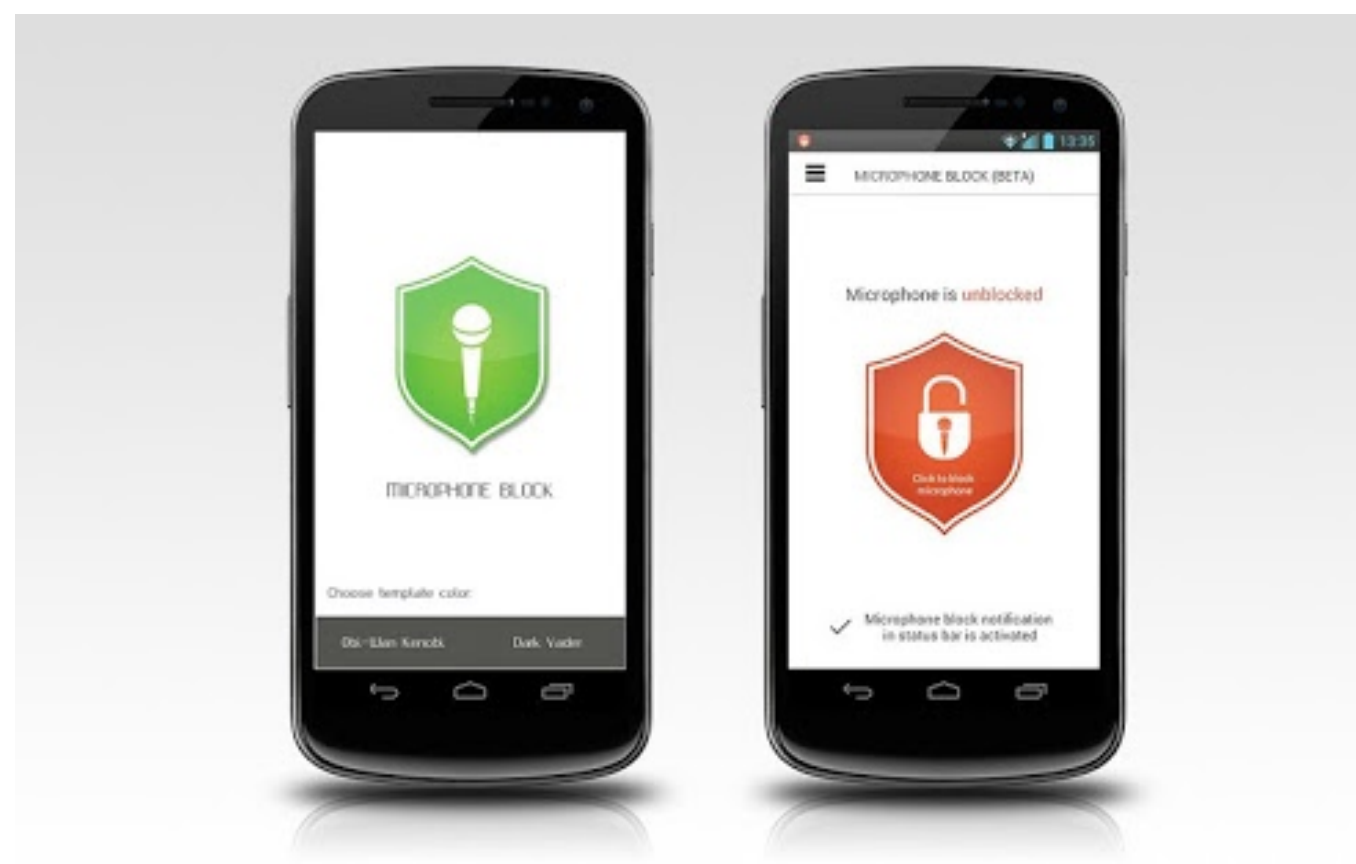 MICROPHONE BLOCK
Choose template color:
Obi-Wan Kenobi
Dark Vader
13:35
MICROPHONE BLOCK (BETA)
Microphone is unblocked
Click to block
microphone
Microphone block notification
in status bar is activated